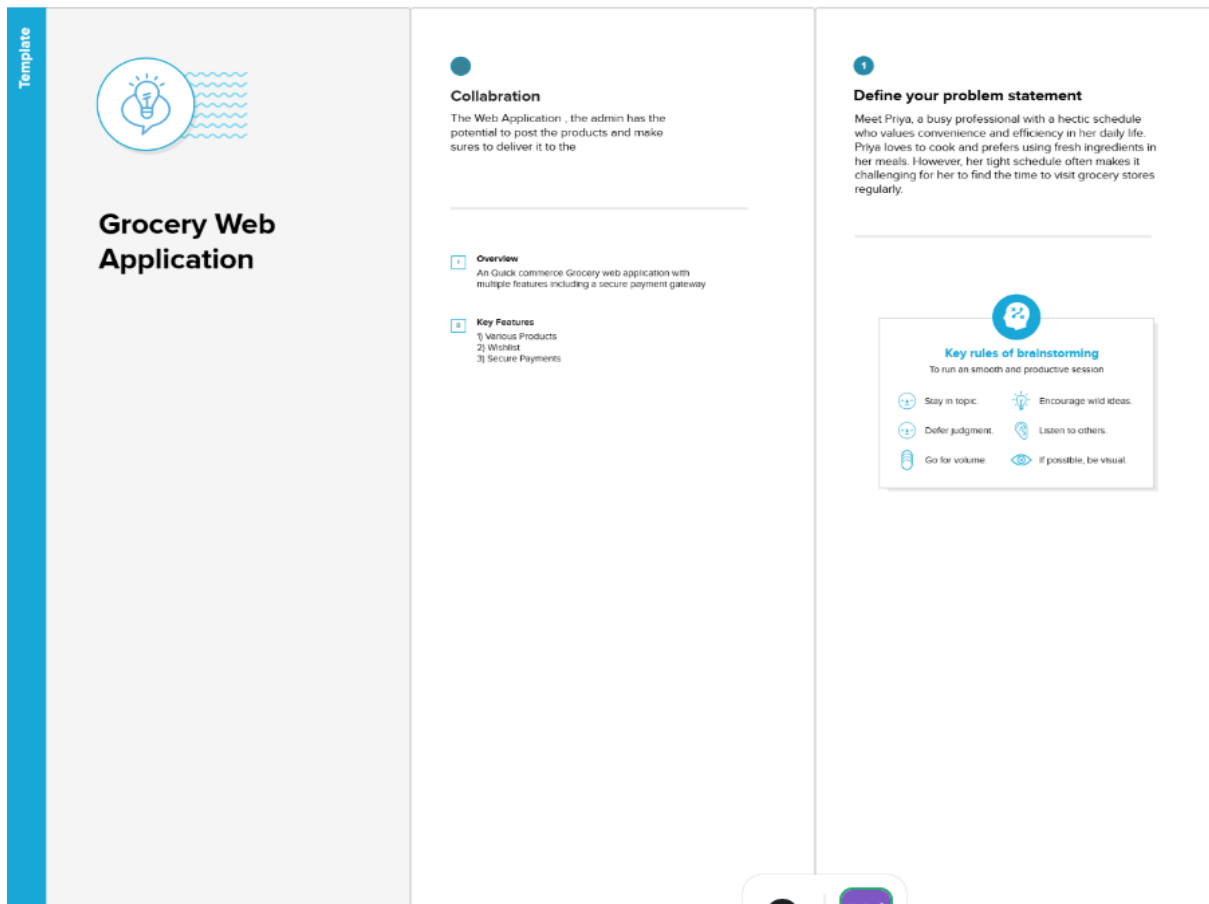 Template
Grocery Web
Application
Collabration
The Web Application , the admin has the
potential to post the products and make
sures to deliver it to the
Overview
An Quick commerce Grocery web application with
multiple features including a secure payment gateway
Key Features
1) Various Products
2) Wishlist
3) Secure Payments
1
Define your problem statement
Meet Priya, a busy professional with a hectic schedule
who values convenience and efficiency in her daily life.
Priya loves to cook and prefers using fresh ingredients in
her meals. However, her tight schedule often makes it
challenging for her to find the time to visit grocery stores
regularly.
Key rules of brainstorming
To run an smooth and productive session
Stay in topic.
Encourage wild ideas.
Defer judgment.
Listen to others.
Go for volume.
If possible, be visual.